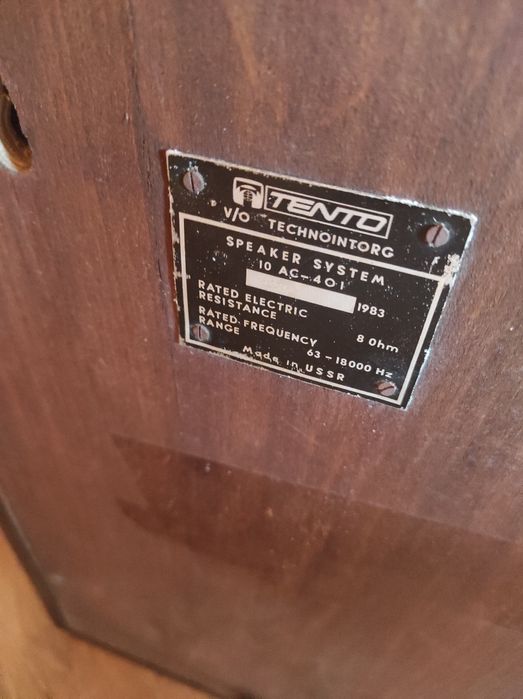 TENTO
V/O TECHNOINTORG
SPEAKER SYSTEM
10 AC-401
1983
RATED ELECTRIC
RESISTANCE 8 Ohm
RATED FREQUENCY
RANGE 63-18000 Hz
Made in USSR